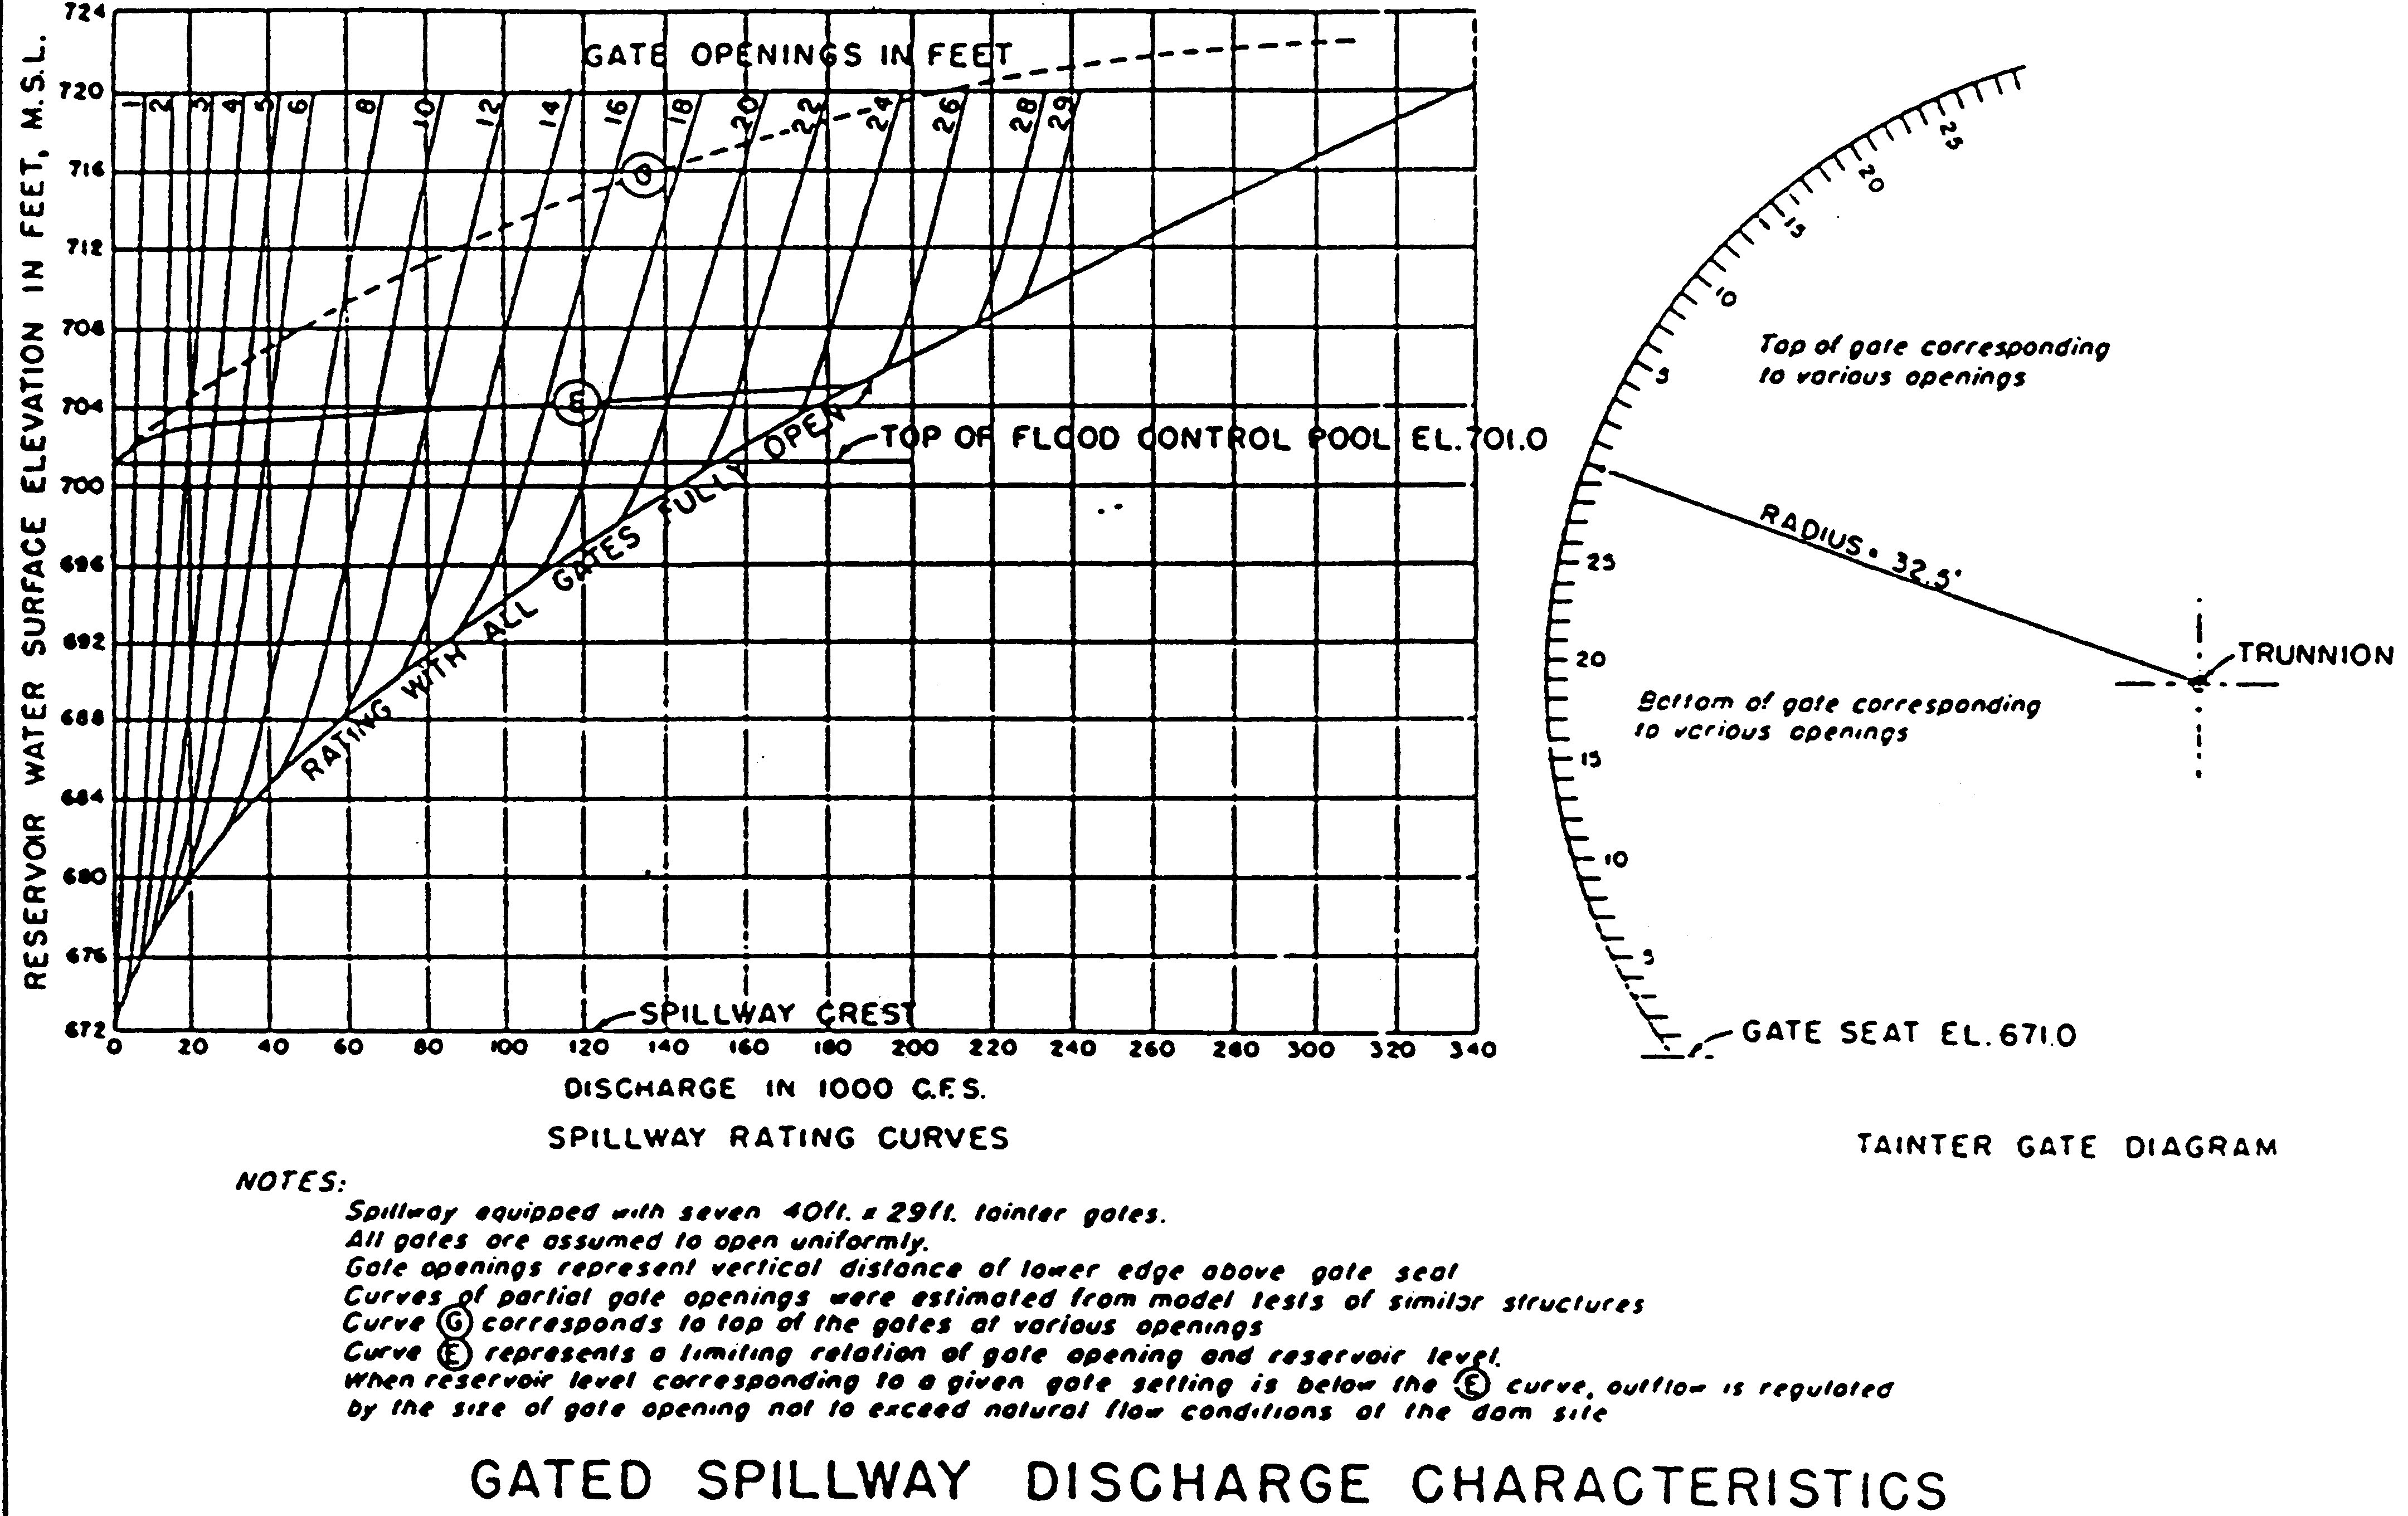 724
GATE OPENINGS IN FEET
720
1 2 3 4 5 6 8 10 12 14 16 18 20 22 24 26 28 29
716
G
712
708
704
E
TOP OF FLOOD CONTROL POOL EL. 701.0
700
696
692
688
684
680
676
672
RESERVOIR WATER SURFACE ELEVATION IN FEET, M.S.L.
RATING WITH ALL GATES FULLY OPEN
SPILLWAY CREST
0 20 40 60 80 100 120 140 160 180 200 220 240 260 280 300 320 340
DISCHARGE IN 1000 C.F.S.
SPILLWAY RATING CURVES
25
20
15
10
5
Top of gate corresponding
to various openings
RADIUS = 32.5'
TRUNNION
25
20
Bottom of gate corresponding
to various openings
15
10
5
GATE SEAT EL. 671.0
TAINTER GATE DIAGRAM
NOTES:
Spillway equipped with seven 40ft. x 29ft. tainter gates.
All gates are assumed to open uniformly.
Gate openings represent vertical distance of lower edge above gate seat
Curves of partial gate openings were estimated from model tests of similar structures
Curve G corresponds to top of the gates at various openings
Curve E represents a limiting relation of gate opening and reservoir level.
When reservoir level corresponding to a given gate setting is below the E curve, outflow is regulated
by the size of gate opening not to exceed natural flow conditions at the dam site
GATED SPILLWAY DISCHARGE CHARACTERISTICS